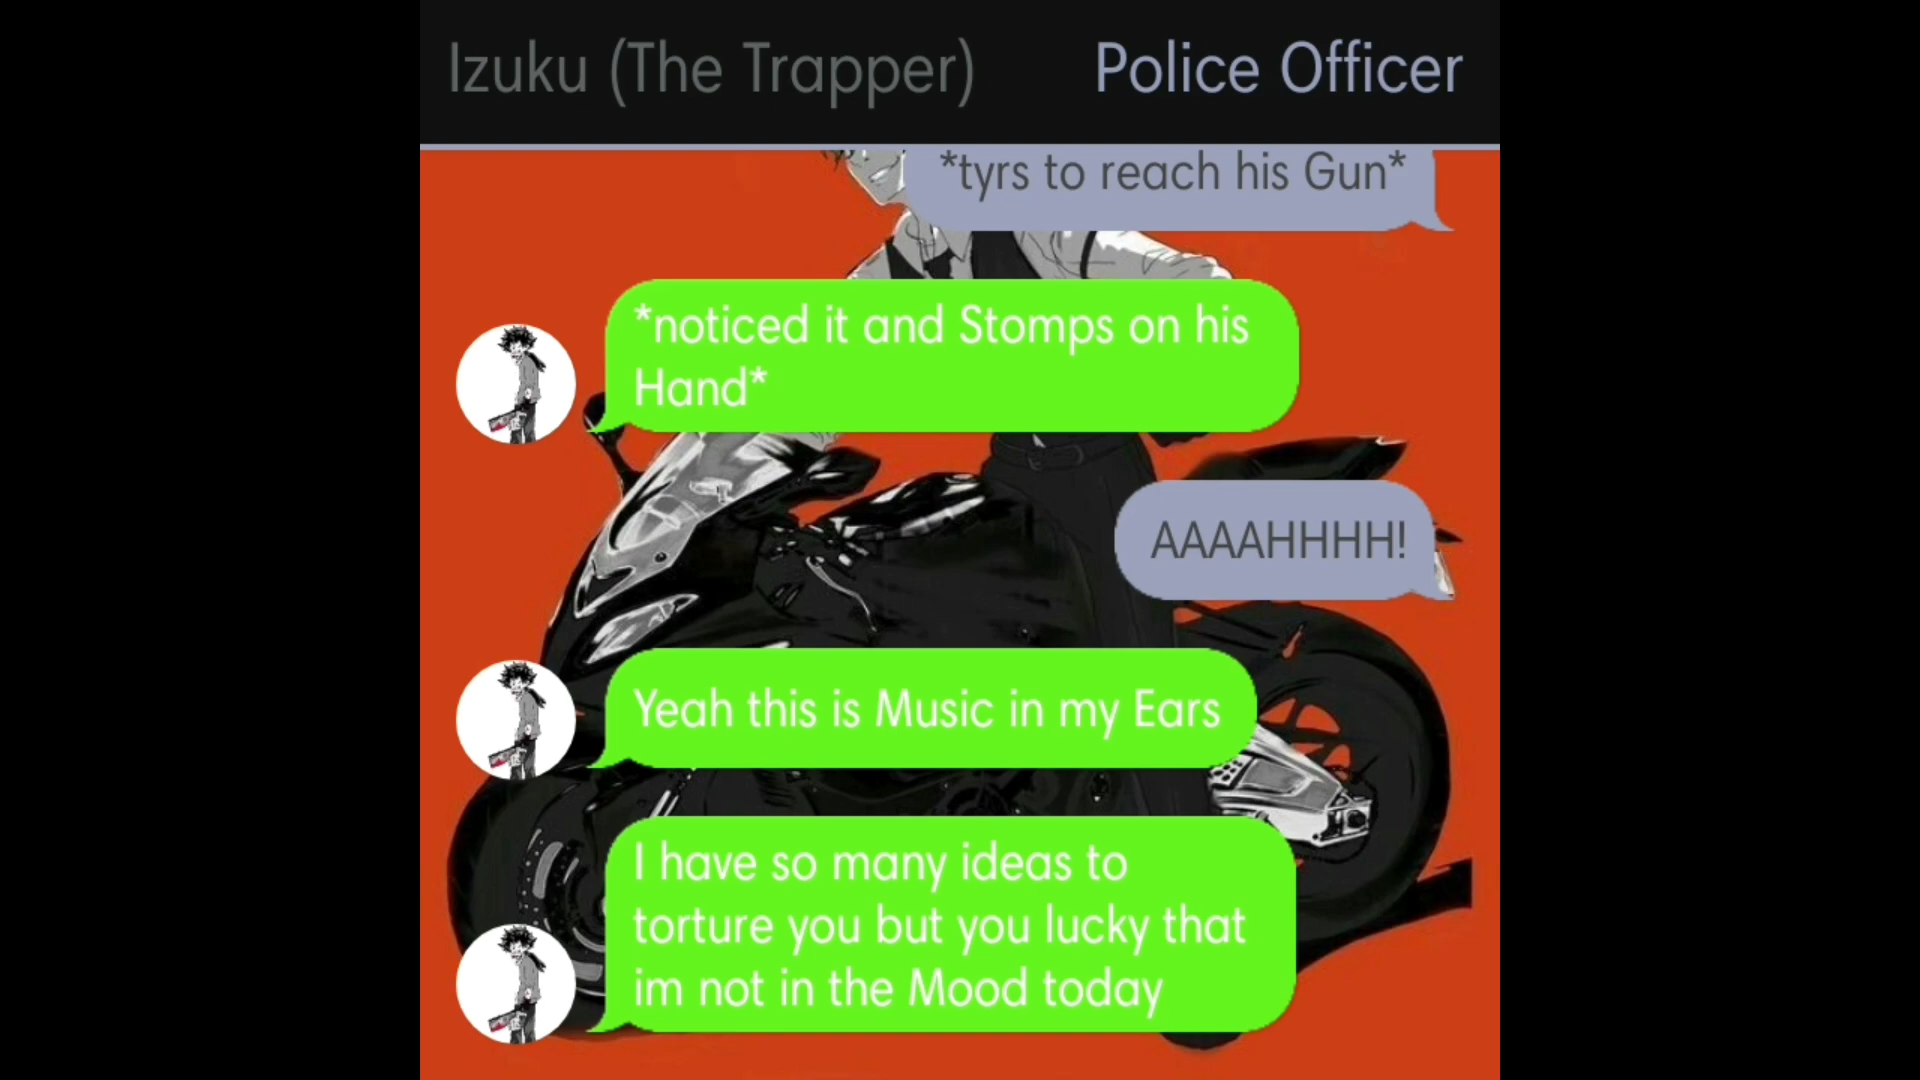 Izuku (The Trapper)
Police Officer
*tyrs to reach his Gun*
*noticed it and Stomps on his
Hand*
AAAAHHHH!
Yeah this is Music in my Ears
I have so many ideas to
torture you but you lucky that
im not in the Mood today